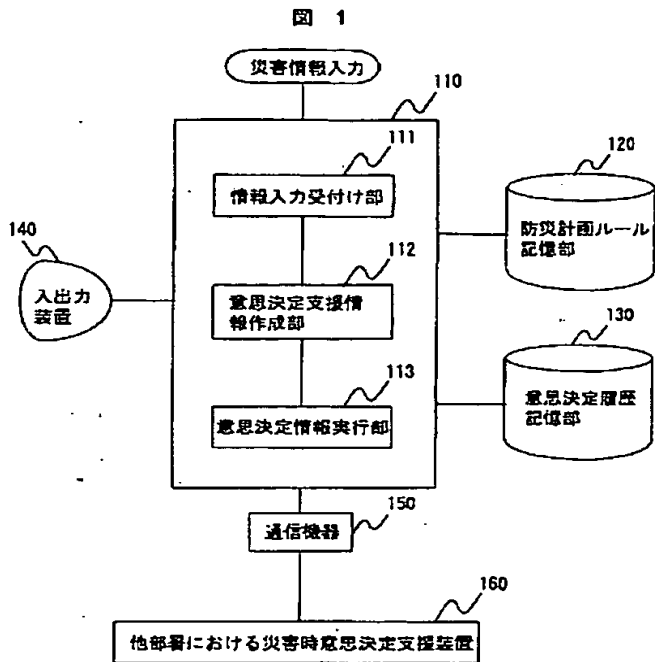 図 1
災害情報入力
110
111
情報入力受付け部
120
防災計画ルール
記憶部
140
入出力
装置
112
意思決定支援情
報作成部
130
意思決定履歴
記憶部
113
意思決定情報実行部
150
通信機器
160
他部署における災害時意思決定支援装置